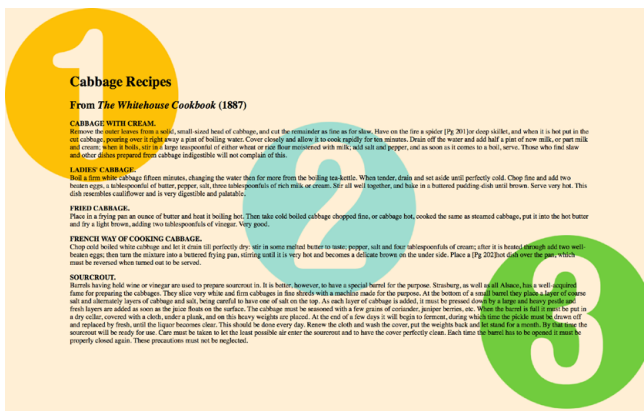 1
Cabbage Recipes
From The Whitehouse Cookbook (1887)
CABBAGE WITH CREAM.
Remove the outer leaves from a solid, small-sized head of cabbage, and cut the remainder as fine as for slaw. Have on the fire a spider [Pg 201]or deep skillet, and when it is hot put in the
cut cabbage, pouring over it right away a pint of boiling water. Cover closely and allow it to cook rapidly for ten minutes. Drain off the water and add half a pint of new milk, or part milk
and cream; when it boils, stir in a large teaspoonful of either wheat or rice flour moistened with milk; add salt and pepper, and as soon as it comes to a boil, serve. Those who find slaw
and other dishes prepared from cabbage indigestible will not complain of this.
LADIES' CABBAGE.
Boil a firm white cabbage fifteen minutes, changing the water then for more from the boiling tea-kettle. When tender, drain and set aside until perfectly cold. Chop fine and add two
beaten eggs, a tablespoonful of butter, pepper, salt, three tablespoonfuls of rich milk or cream. Stir all well together, and bake in a buttered pudding-dish until brown. Serve very hot. This
dish resembles cauliflower and is very digestible and palatable.
2
FRIED CABBAGE.
Place in a frying pan an ounce of butter and heat it boiling hot. Then take cold boiled cabbage chopped fine, or cabbage hot, cooked the same as steamed cabbage, put it into the hot butter
and fry a light brown, adding two tablespoonfuls of vinegar. Very good.
FRENCH WAY OF COOKING CABBAGE.
Chop cold boiled white cabbage and let it drain till perfectly dry: stir in some melted butter to taste; pepper, salt and four tablespoonfuls of cream; after it is heated through add two well-
beaten eggs; then turn the mixture into a buttered frying pan, stirring until it is very hot and becomes a delicate brown on the under side. Place a [Pg 202]hot dish over the pan, which
must be reversed when turned out to be served.
SOURCROUT.
Barrels having held wine or vinegar are used to prepare sourcrout in. It is better, however, to have a special barrel for the purpose. Strasburg, as well as all Alsace, has a well-acquired
fame for preparing the cabbages. They slice very white and firm cabbages in fine shreds with a machine made for the purpose. At the bottom of a small barrel they place a layer of coarse
salt and alternately layers of cabbage and salt, being careful to have one of salt on the top. As each layer of cabbage is added, it must be pressed down by a large and heavy pestle and
fresh layers are added as soon as the juice floats on the surface. The cabbage must be seasoned with a few grains of coriander, juniper berries, etc. When the barrel is full it must be put in
a dry cellar, covered with a cloth, under a plank, and on this heavy weights are placed. At the end of a few days it will begin to ferment, during which time the pickle must be drawn off
and replaced by fresh, until the liquor becomes clear. This should be done every day. Renew the cloth and wash the cover, put the weights back and let stand for a month. By that time the
sourcrout will be ready for use. Care must be taken to let the least possible air enter the sourcrout and to have the cover perfectly clean. Each time the barrel has to be opened it must be
properly closed again. These precautions must not be neglected.
3